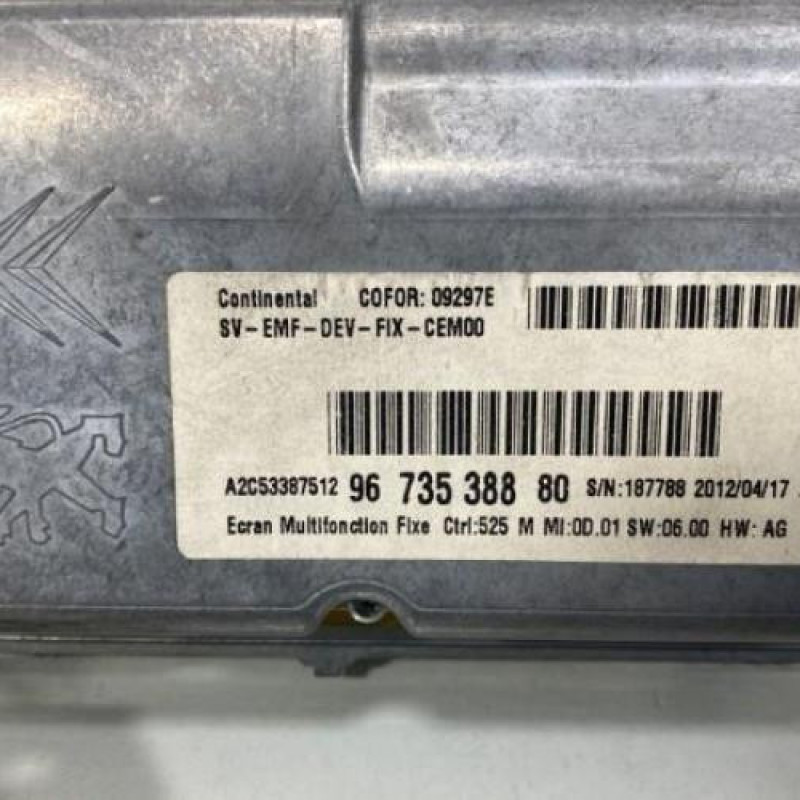 Continental COFOR: 09297E
SV-EMF-DEV-FIX-CEM00
A2C53387512 96 735 388 80 S/N:187788 2012/04/17
Ecran Multifonction Fixe Ctrl:525 M MI:0D.01 SW:06.00 HW: AG